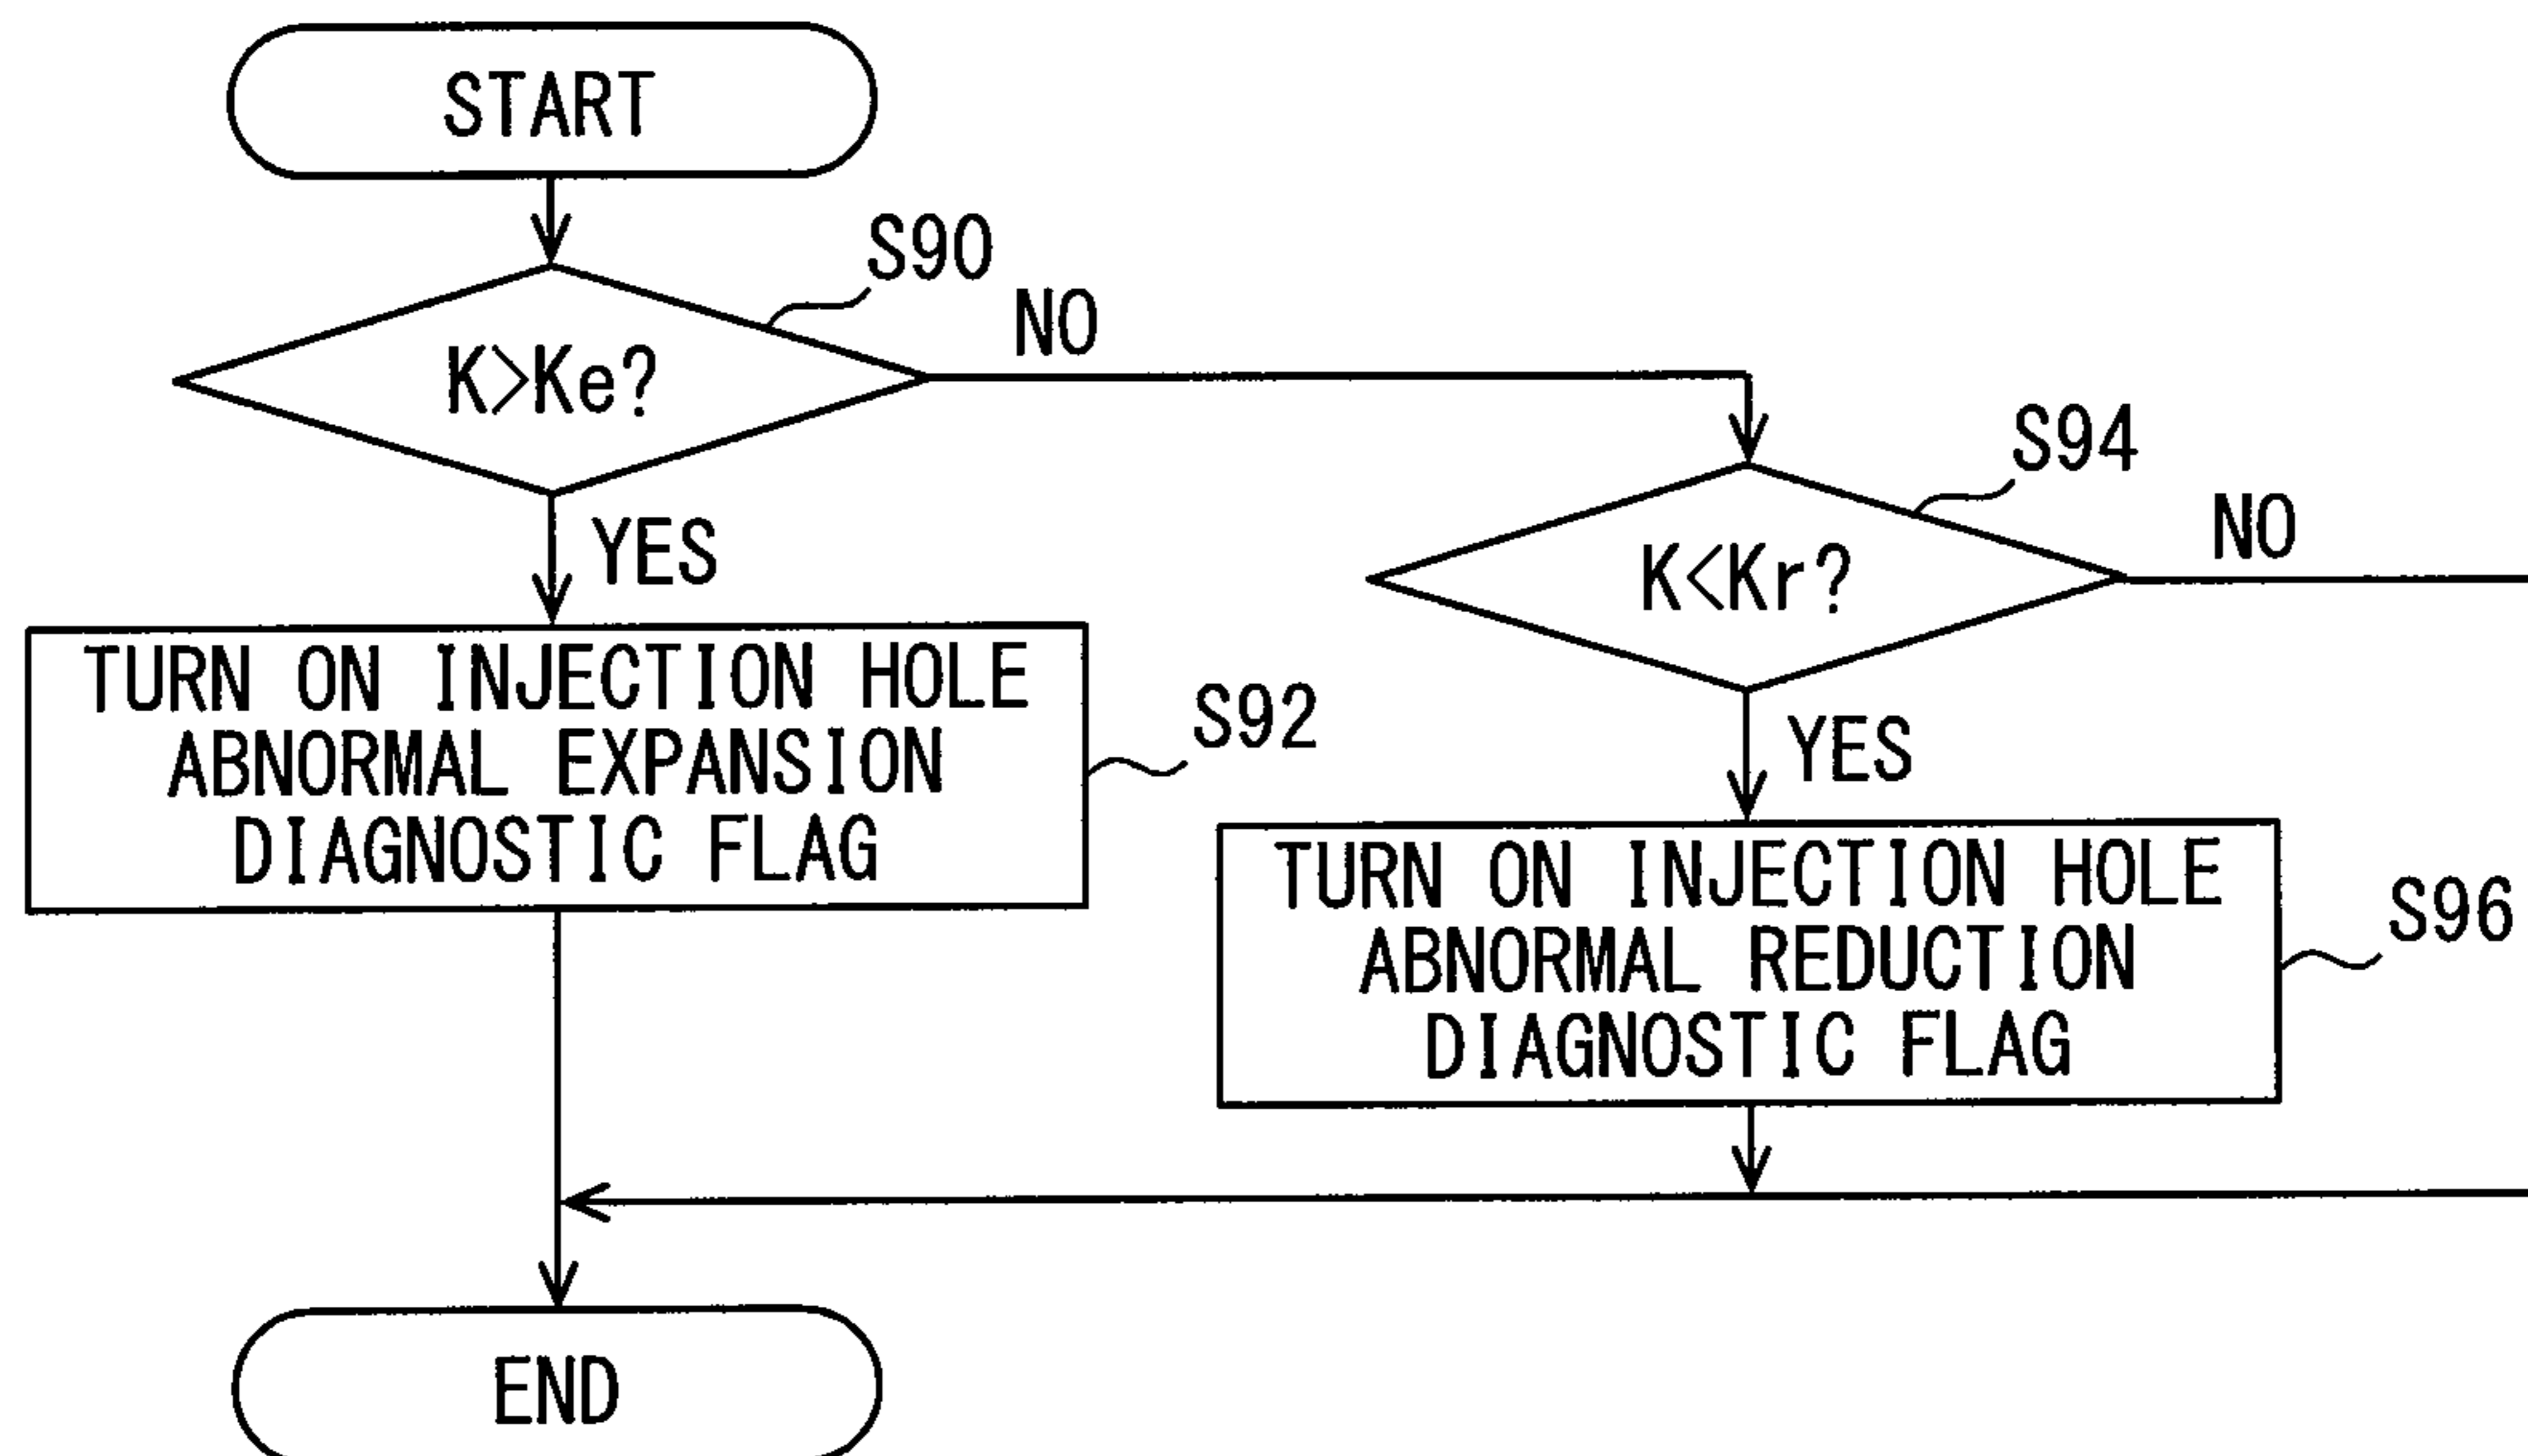 START
S90
NO
K>Ke?
S94
NO
YES
K<Kr?
TURN ON INJECTION HOLE
ABNORMAL EXPANSION
DIAGNOSTIC FLAG
S92
YES
TURN ON INJECTION HOLE
ABNORMAL REDUCTION
DIAGNOSTIC FLAG
S96
END